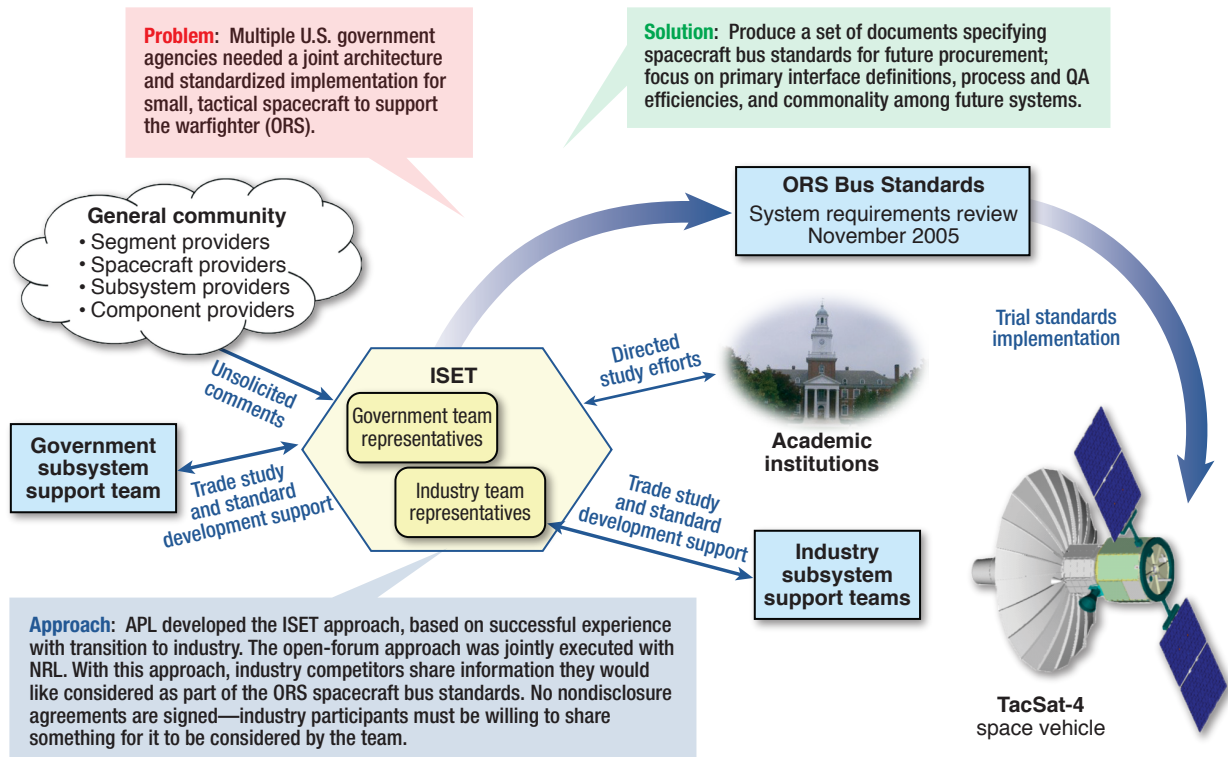 Problem: Multiple U.S. government
agencies needed a joint architecture
and standardized implementation for
small, tactical spacecraft to support
the warfighter (ORS).
Solution: Produce a set of documents specifying
spacecraft bus standards for future procurement;
focus on primary interface definitions, process and QA
efficiencies, and commonality among future systems.
General community
• Segment providers
• Spacecraft providers
• Subsystem providers
• Component providers
ORS Bus Standards
System requirements review
November 2005
Trial standards
implementation
Unsolicited
comments
ISET
Government team
representatives
Industry team
representatives
Directed
study efforts
Academic
institutions
Government
subsystem
support team
Trade study
and standard
development support
Trade study
and standard
development support
Industry
subsystem
support teams
Approach: APL developed the ISET approach, based on successful experience
with transition to industry. The open-forum approach was jointly executed with
NRL. With this approach, industry competitors share information they would
like considered as part of the ORS spacecraft bus standards. No nondisclosure
agreements are signed—industry participants must be willing to share
something for it to be considered by the team.
TacSat-4
space vehicle